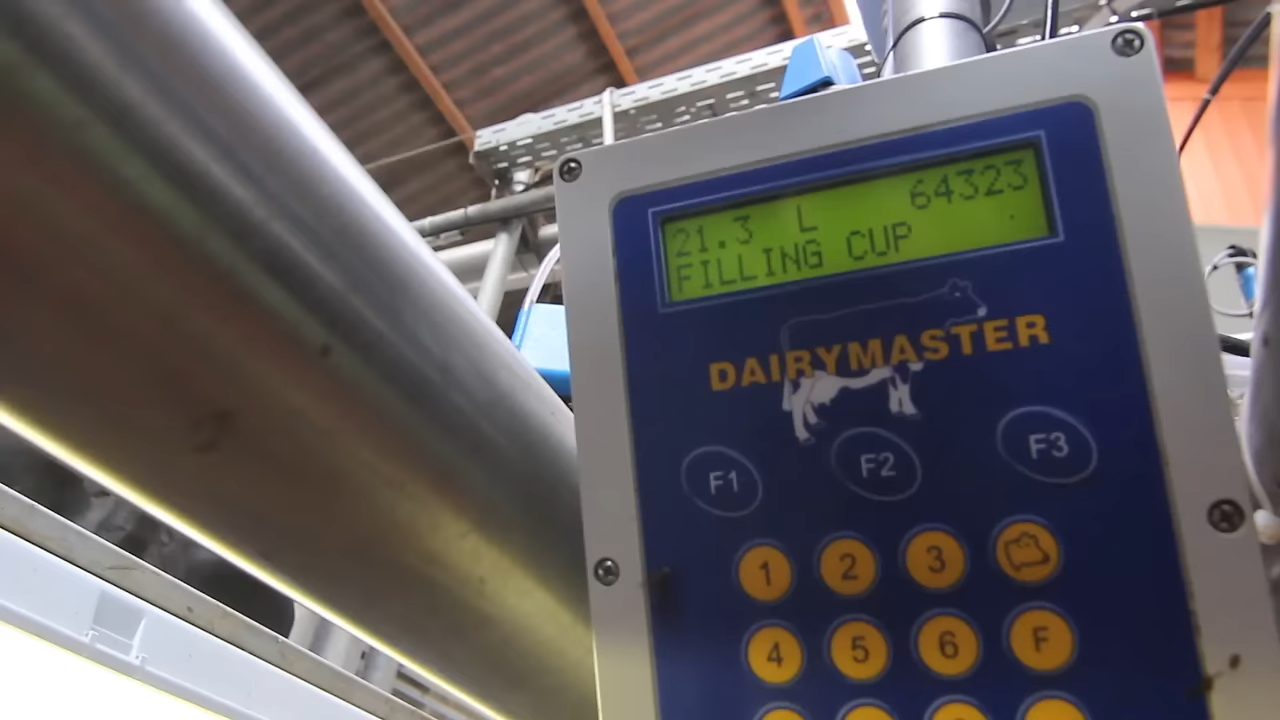 21.3 L 64323
FILLING CUP
DAIRYMASTER
F1 F2 F3
1 2 3
4 5 6 F